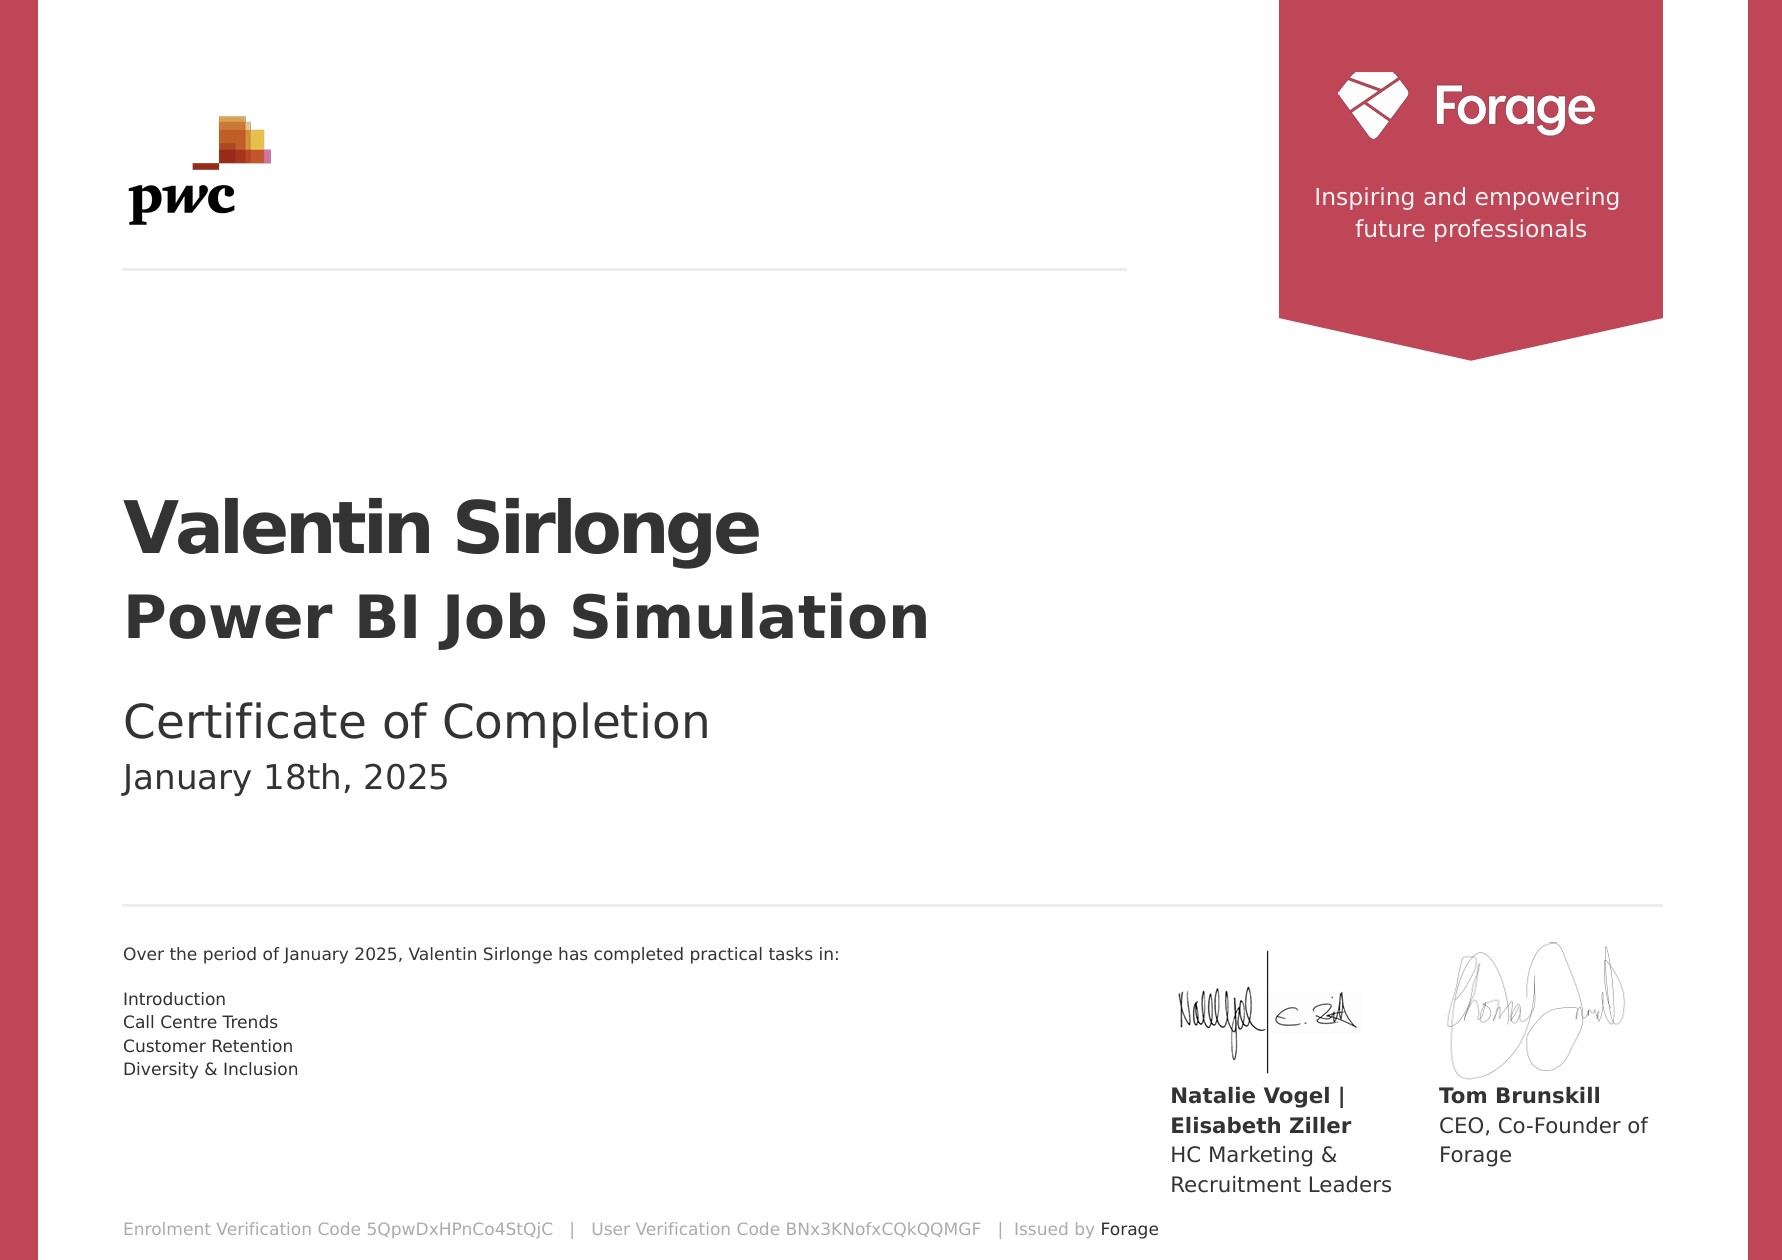 pwc
Forage
Inspiring and empowering
future professionals
Valentin Sirlonge
Power BI Job Simulation
Certificate of Completion
January 18th, 2025
Over the period of January 2025, Valentin Sirlonge has completed practical tasks in:
Introduction
Call Centre Trends
Customer Retention
Diversity & Inclusion
Natalie Vogel |
Elisabeth Ziller
HC Marketing &
Recruitment Leaders
Tom Brunskill
CEO, Co-Founder of
Forage
Enrolment Verification Code 5QpwDxHPnCo4StQjC | User Verification Code BNx3KNofxCQkQQMGF | Issued by Forage